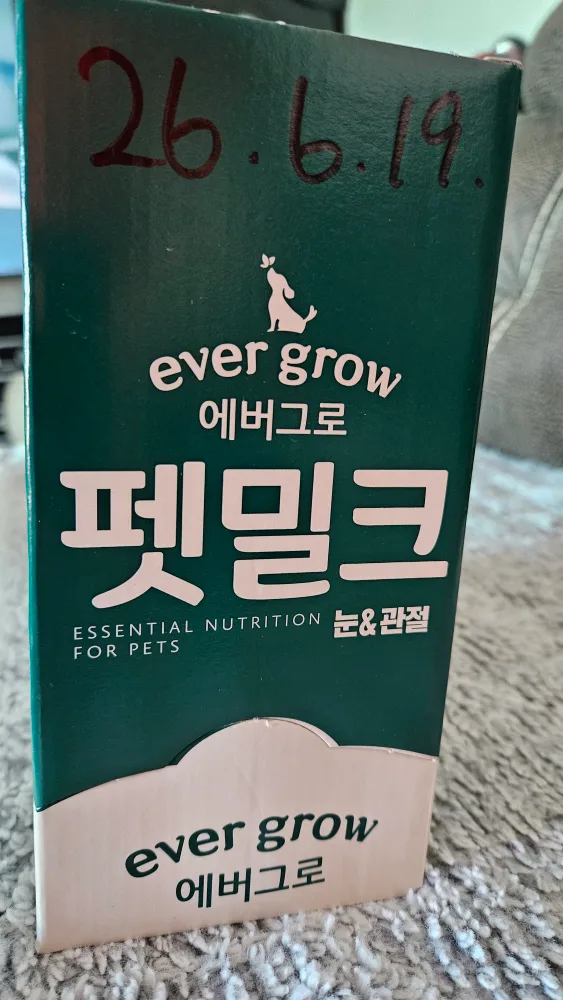 26.6.19.
ever grow
에버그로
펫밀크
ESSENTIAL NUTRITION 눈&관절
FOR PETS
ever grow
에버그로